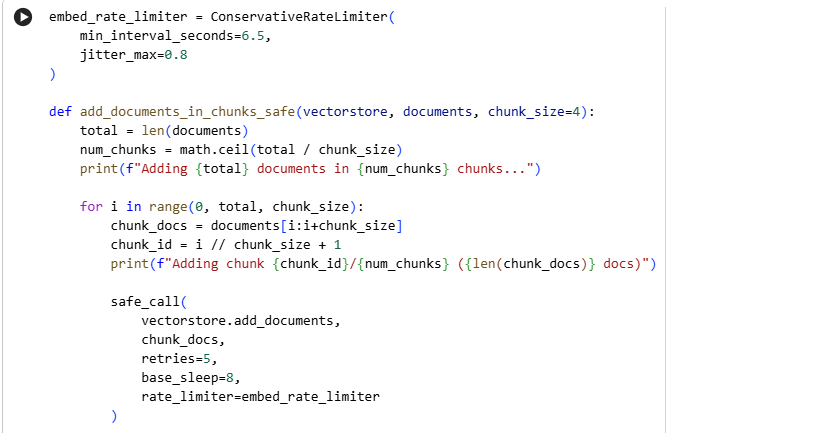 embed_rate_limiter = ConservativeRateLimiter(
    min_interval_seconds=6.5,
    jitter_max=0.8
)

def add_documents_in_chunks_safe(vectorstore, documents, chunk_size=4):
    total = len(documents)
    num_chunks = math.ceil(total / chunk_size)
    print(f"Adding {total} documents in {num_chunks} chunks...")

    for i in range(0, total, chunk_size):
        chunk_docs = documents[i:i+chunk_size]
        chunk_id = i // chunk_size + 1
        print(f"Adding chunk {chunk_id}/{num_chunks} ({len(chunk_docs)} docs)")

        safe_call(
            vectorstore.add_documents,
            chunk_docs,
            retries=5,
            base_sleep=8,
            rate_limiter=embed_rate_limiter
        )